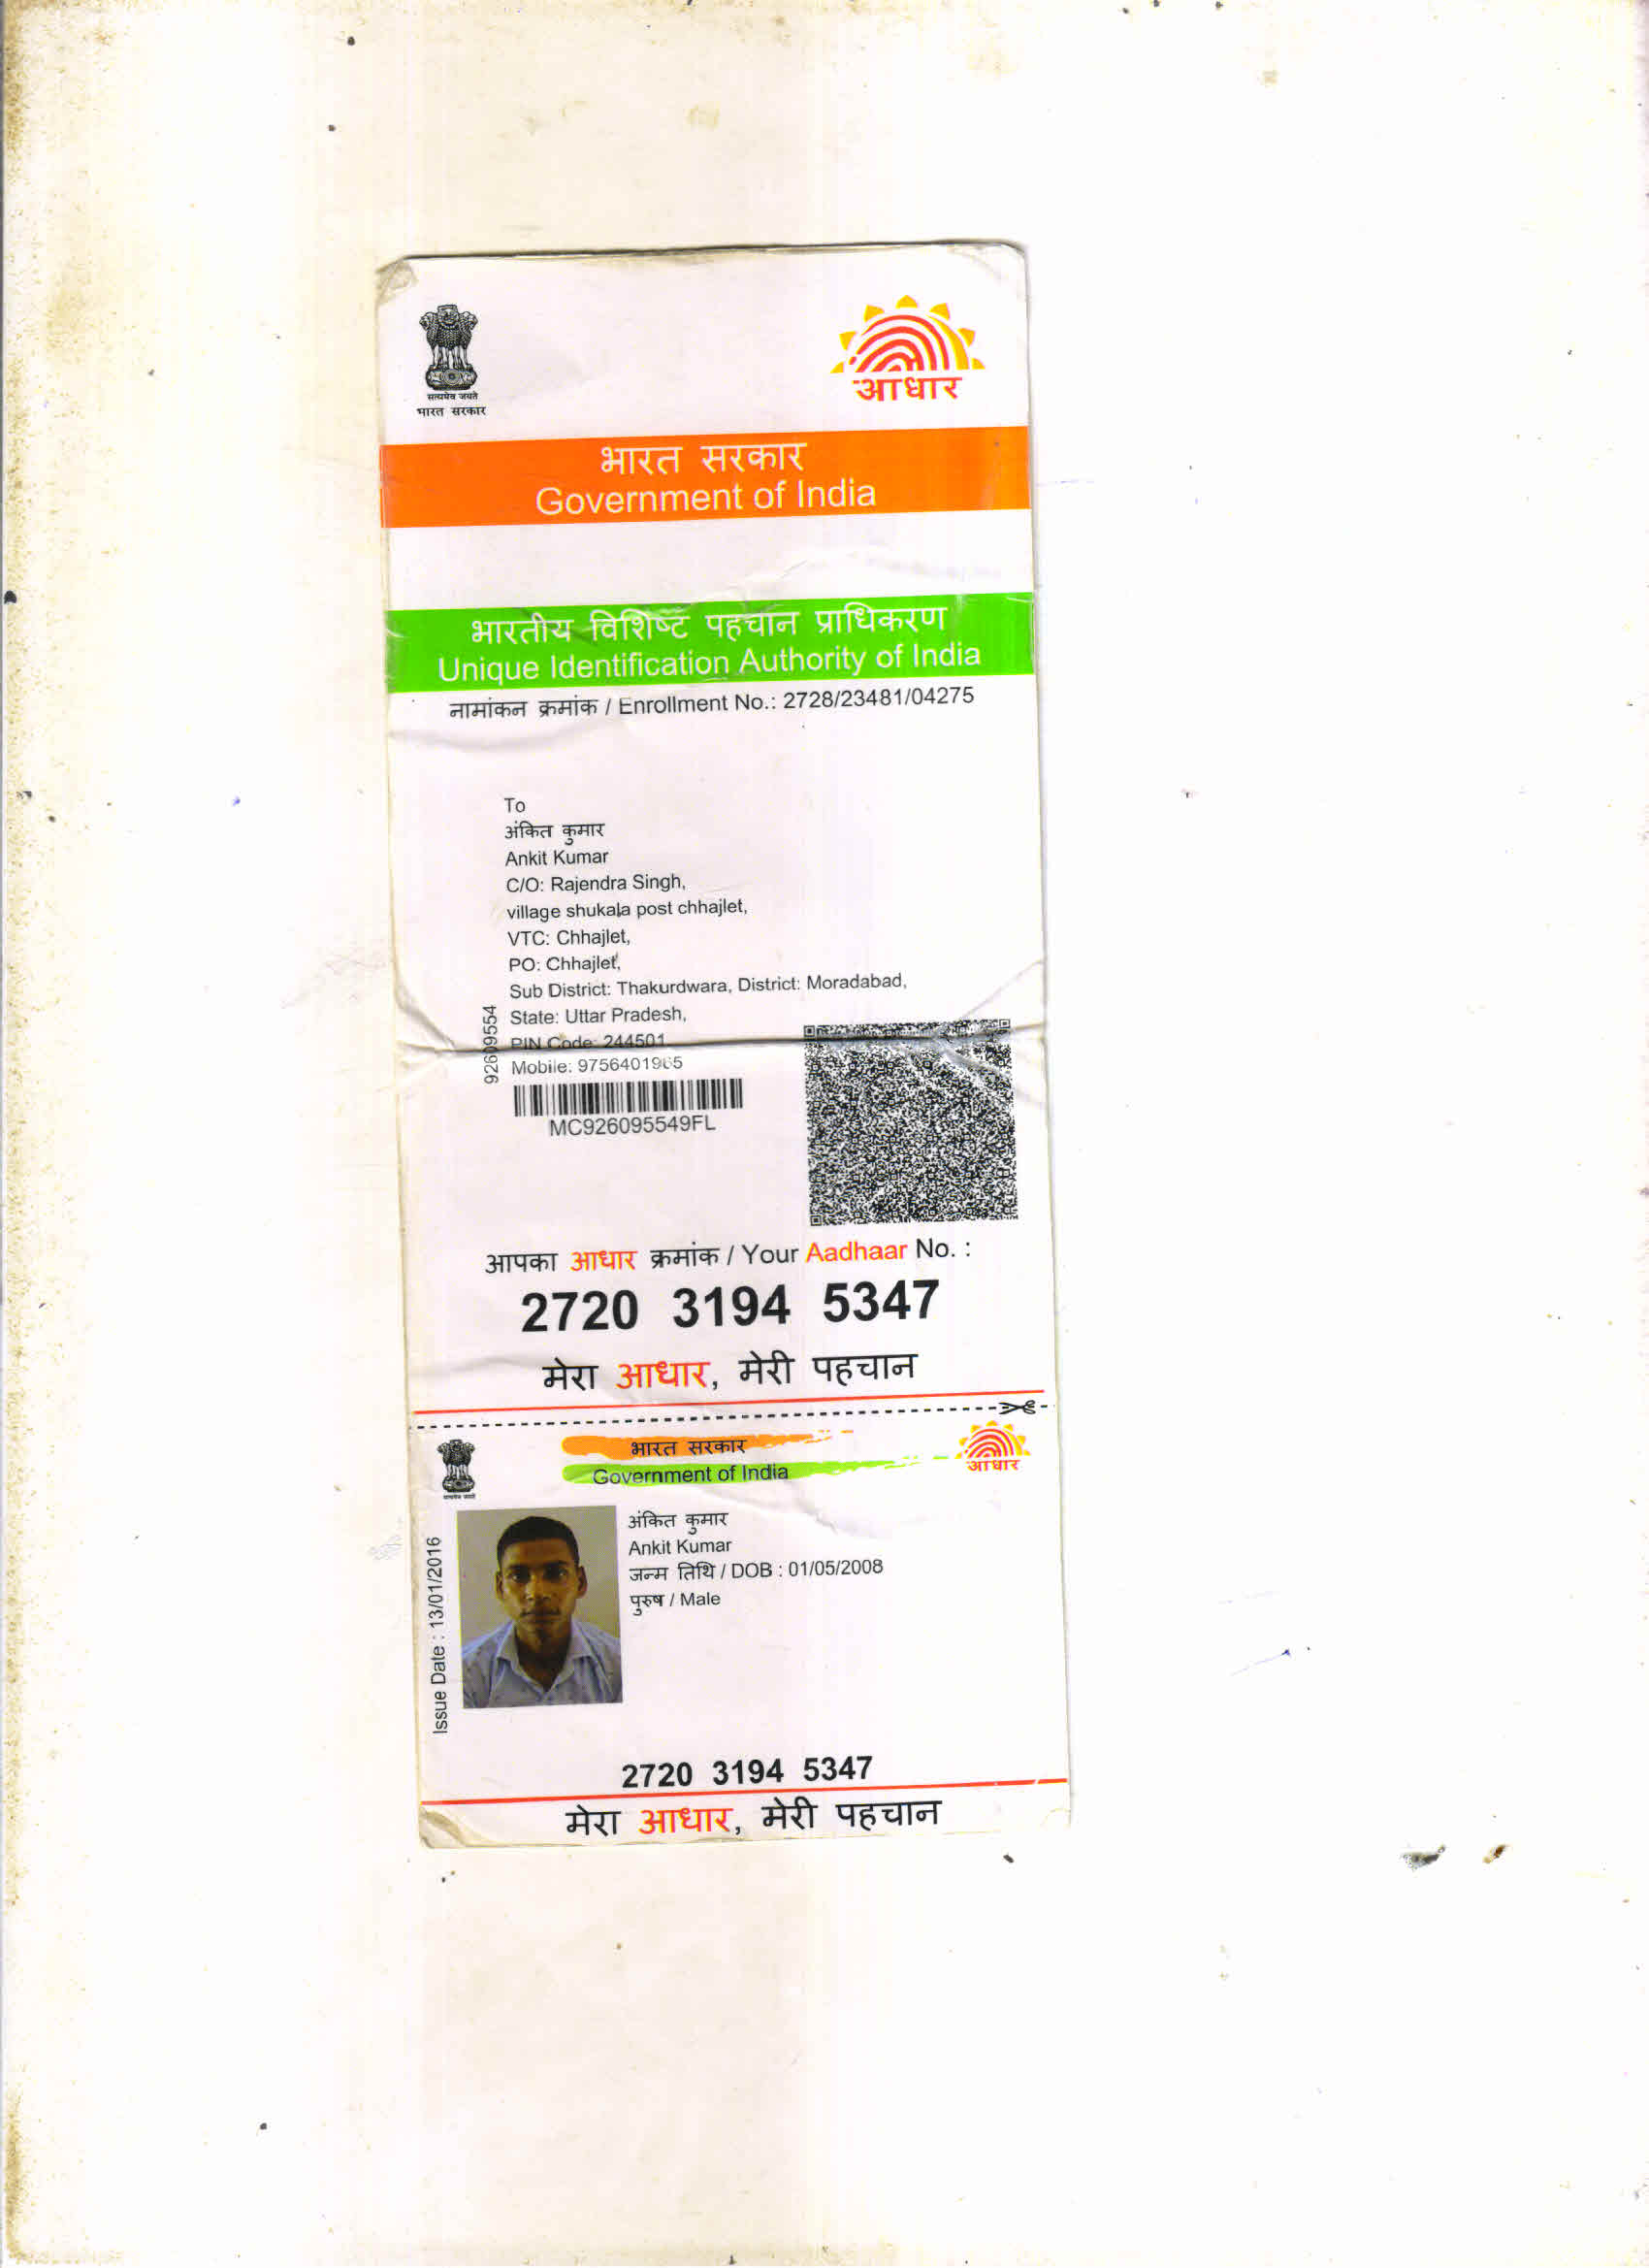 सत्यमेव जयते
भारत सरकार
आधार
भारत सरकार
Government of India
भारतीय विशिष्ट पहचान प्राधिकरण
Unique Identification Authority of India
नामांकन क्रमांक / Enrollment No.: 2728/23481/04275
To
अंकित कुमार
Ankit Kumar
C/O: Rajendra Singh,
village shukala post chhajlet,
VTC: Chhajlet,
PO: Chhajlet,
Sub District: Thakurdwara, District: Moradabad,
State: Uttar Pradesh,
PIN Code: 244501
Mobile:
92609554
MC926095549FL
आपका आधार क्रमांक / Your Aadhaar No. :
2720 3194 5347
मेरा आधार, मेरी पहचान
भारत सरकार
Government of India
आधार
अंकित कुमार
Ankit Kumar
जन्म तिथि / DOB : 01/05/2008
पुरुष / Male
Issue Date : 13/01/2016
2720 3194 5347
मेरा आधार, मेरी पहचान